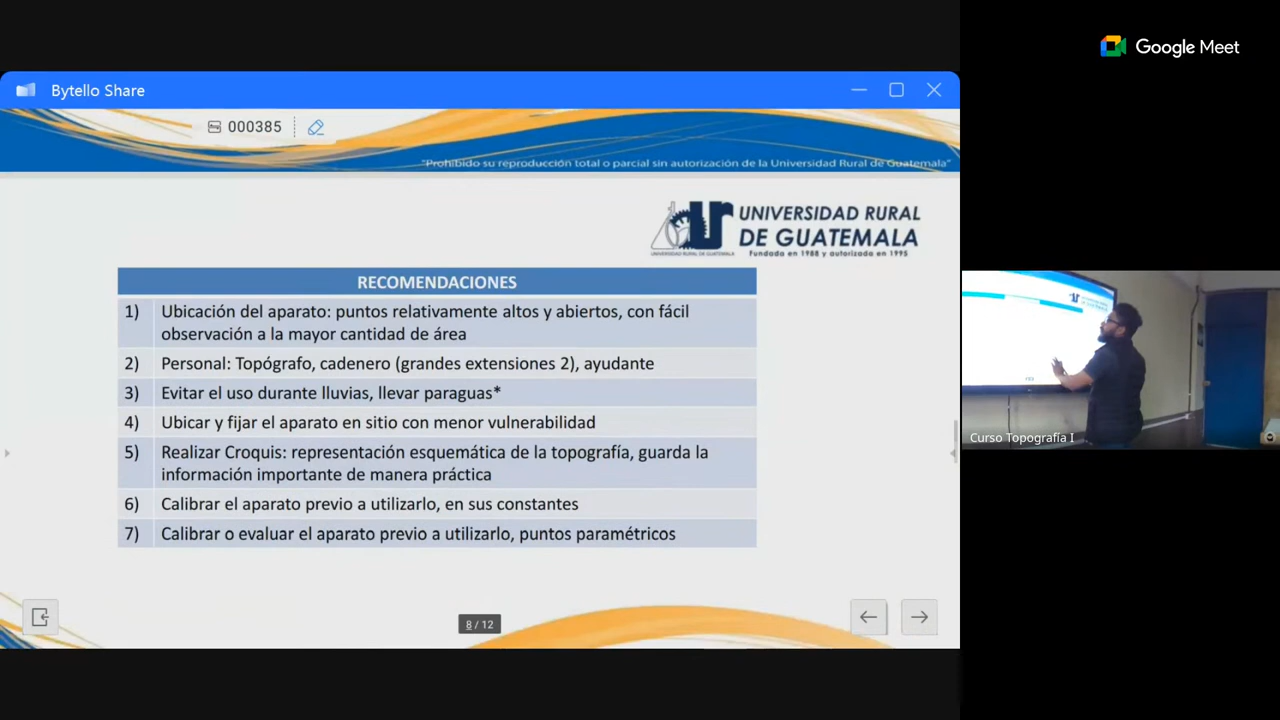 Google Meet
Bytello Share
000385
"Prohibido su reproducción total o parcial sin autorización de la Universidad Rural de Guatemala"
UNIVERSIDAD RURAL
DE GUATEMALA
UNIVERSIDAD RURAL DE GUATEMALA
Fundada en 1988 y autorizada en 1995
RECOMENDACIONES
1) Ubicación del aparato: puntos relativamente altos y abiertos, con fácil
observación a la mayor cantidad de área
2) Personal: Topógrafo, cadenero (grandes extensiones 2), ayudante
3) Evitar el uso durante lluvias, llevar paraguas*
4) Ubicar y fijar el aparato en sitio con menor vulnerabilidad
5) Realizar Croquis: representación esquemática de la topografía, guarda la
información importante de manera práctica
6) Calibrar el aparato previo a utilizarlo, en sus constantes
7) Calibrar o evaluar el aparato previo a utilizarlo, puntos paramétricos
8 / 12
Curso Topografía I